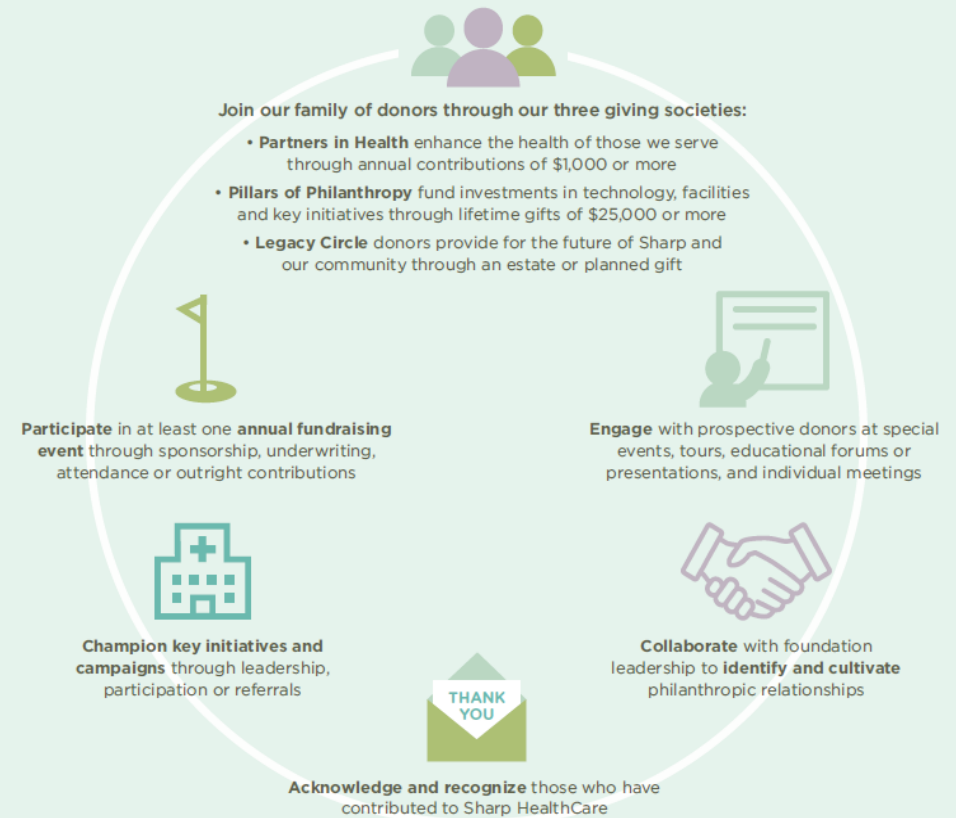 Join our family of donors through our three giving societies:
• Partners in Health enhance the health of those we serve
through annual contributions of $1,000 or more
• Pillars of Philanthropy fund investments in technology, facilities
and key initiatives through lifetime gifts of $25,000 or more
• Legacy Circle donors provide for the future of Sharp and
our community through an estate or planned gift
Participate in at least one annual fundraising
event through sponsorship, underwriting,
attendance or outright contributions
Engage with prospective donors at special
events, tours, educational forums or
presentations, and individual meetings
Champion key initiatives and
campaigns through leadership,
participation or referrals
Collaborate with foundation
leadership to identify and cultivate
philanthropic relationships
THANK
YOU
Acknowledge and recognize those who have
contributed to Sharp HealthCare